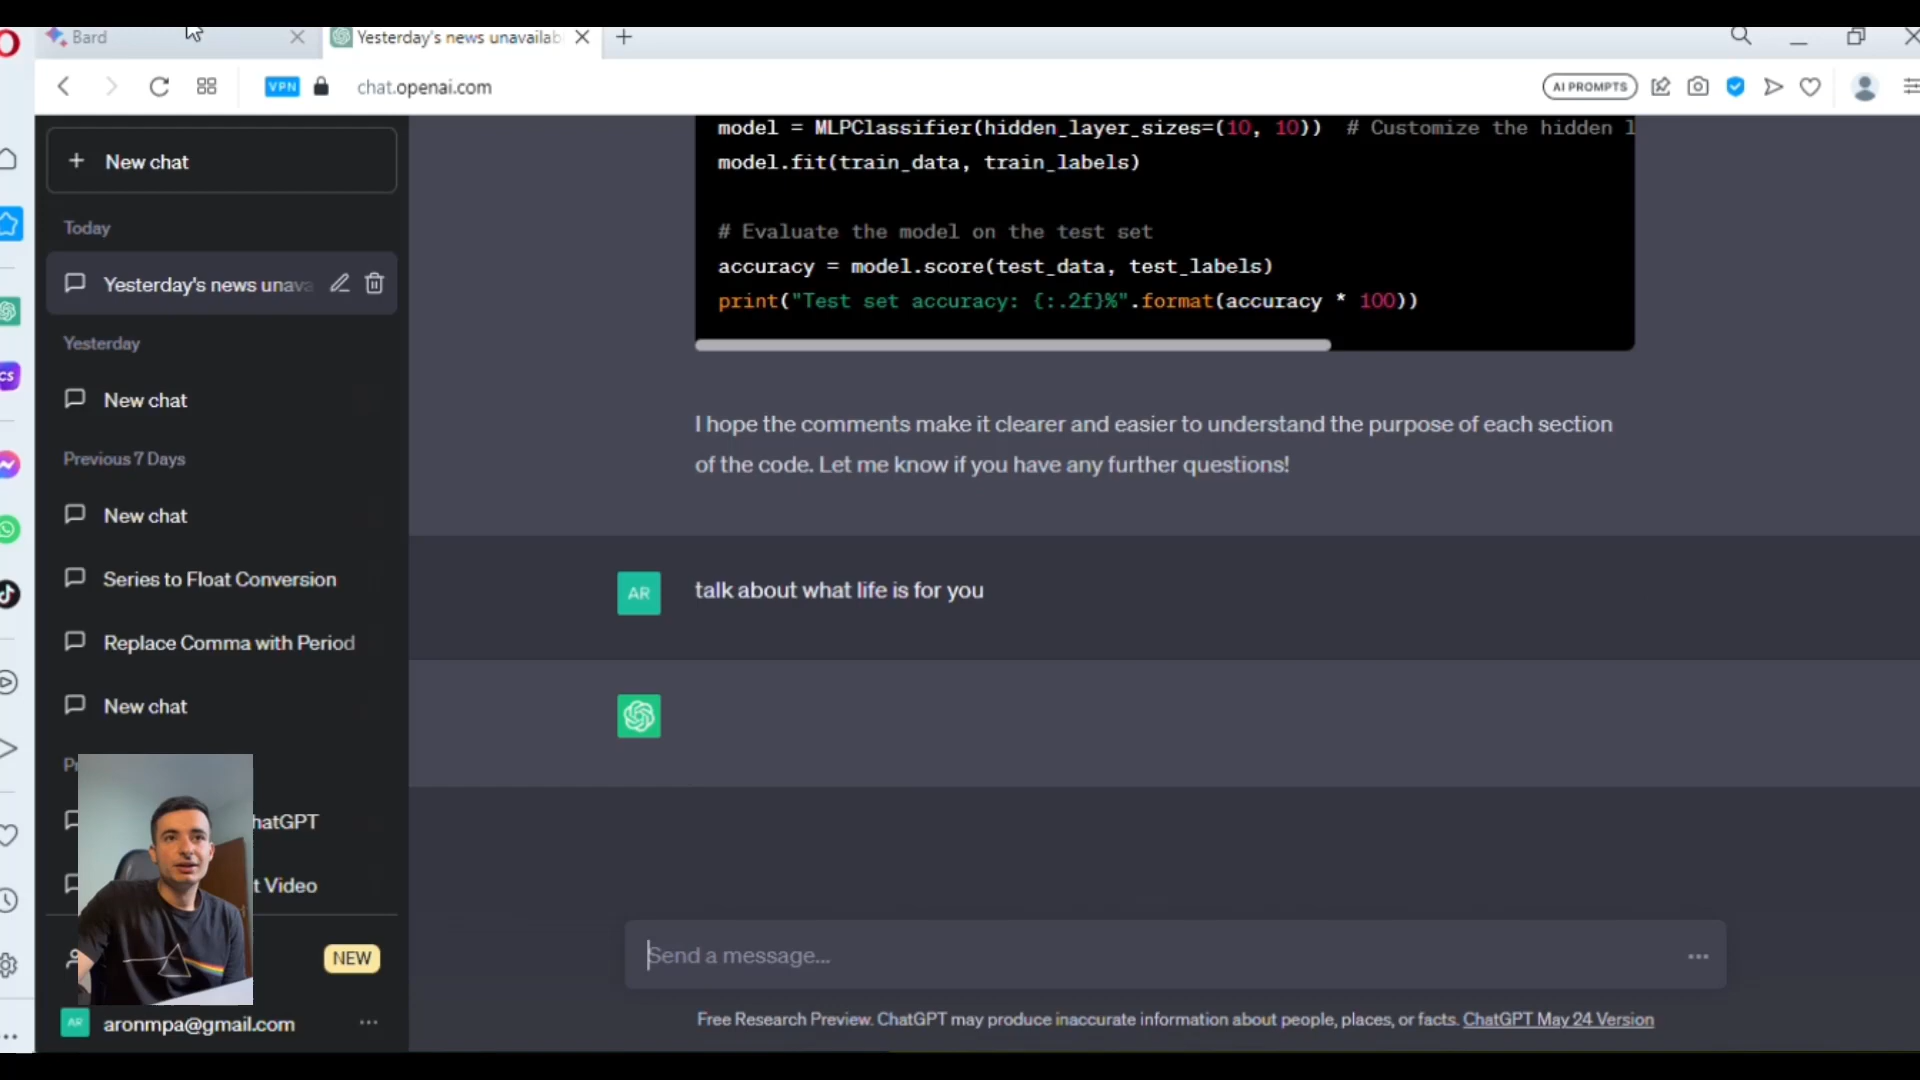 Bard
Yesterday's news unavailab
VPN
chat.openai.com
AI PROMPTS
New chat
Today
Yesterday's news unava
Yesterday
New chat
Previous 7 Days
New chat
Series to Float Conversion
Replace Comma with Period
New chat
Pr
hatGPT
t Video
NEW
AR
aronmpa@gmail.com
CS
model = MLPClassifier(hidden_layer_sizes=(10, 10))  # Customize the hidden l
model.fit(train_data, train_labels)
# Evaluate the model on the test set
accuracy = model.score(test_data, test_labels)
print("Test set accuracy: {:.2f}%".format(accuracy * 100))
I hope the comments make it clearer and easier to understand the purpose of each section
of the code. Let me know if you have any further questions!
AR
talk about what life is for you
Send a message...
Free Research Preview. ChatGPT may produce inaccurate information about people, places, or facts. ChatGPT May 24 Version